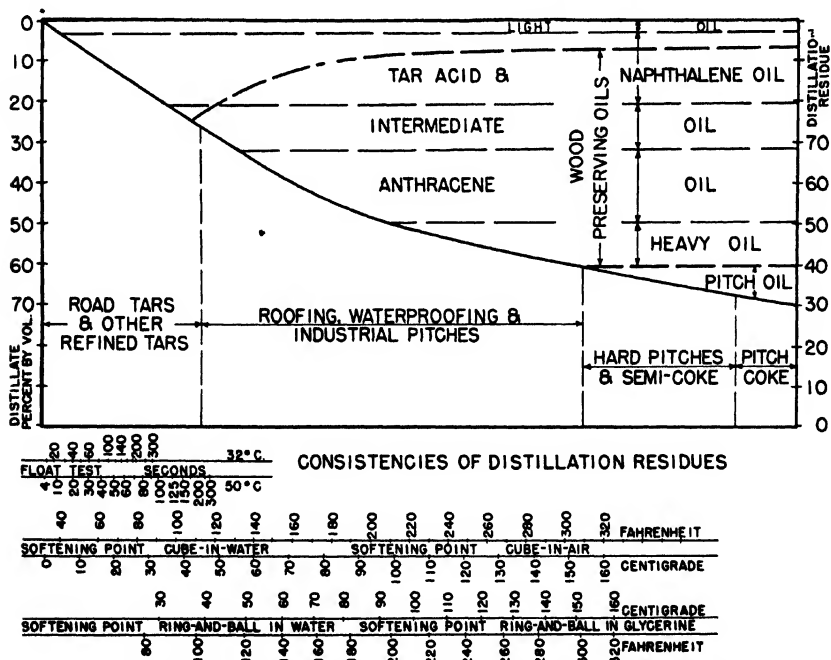 0 LIGHT OIL
10 TAR ACID & NAPHTHALENE OIL 80
20
INTERMEDIATE OIL 70
30
40 ANTHRACENE OIL 60
50 50
HEAVY OIL
60 40
PITCH OIL
70 30
WOOD
PRESERVING OILS
DISTILLATION
RESIDUE
DISTILLATE
PERCENT BY VOL.
ROAD TARS
& OTHER
REFINED TARS
ROOFING, WATERPROOFING &
INDUSTRIAL PITCHES
HARD PITCHES
& SEMI-COKE
PITCH
COKE
20
10
0
20 40 60 100 140 200 300 32°C.
FLOAT TEST SECONDS
4 10 20 30 40 50 60 80 100 125 150 200 300 50°C
CONSISTENCIES OF DISTILLATION RESIDUES
40 60 80 100 120 140 160 180 200 220 240 260 280 300 320 FAHRENHEIT
SOFTENING POINT CUBE-IN-WATER SOFTENING POINT CUBE-IN-AIR
0 10 20 30 40 50 60 70 80 90 100 110 120 130 140 150 160 CENTIGRADE
30 40 50 60 70 80 90 100 110 120 130 140 150 160 CENTIGRADE
SOFTENING POINT RING-AND-BALL IN WATER SOFTENING POINT RING-AND-BALL IN GLYCERINE
80 100 120 140 160 180 200 220 240 260 280 300 320 FAHRENHEIT